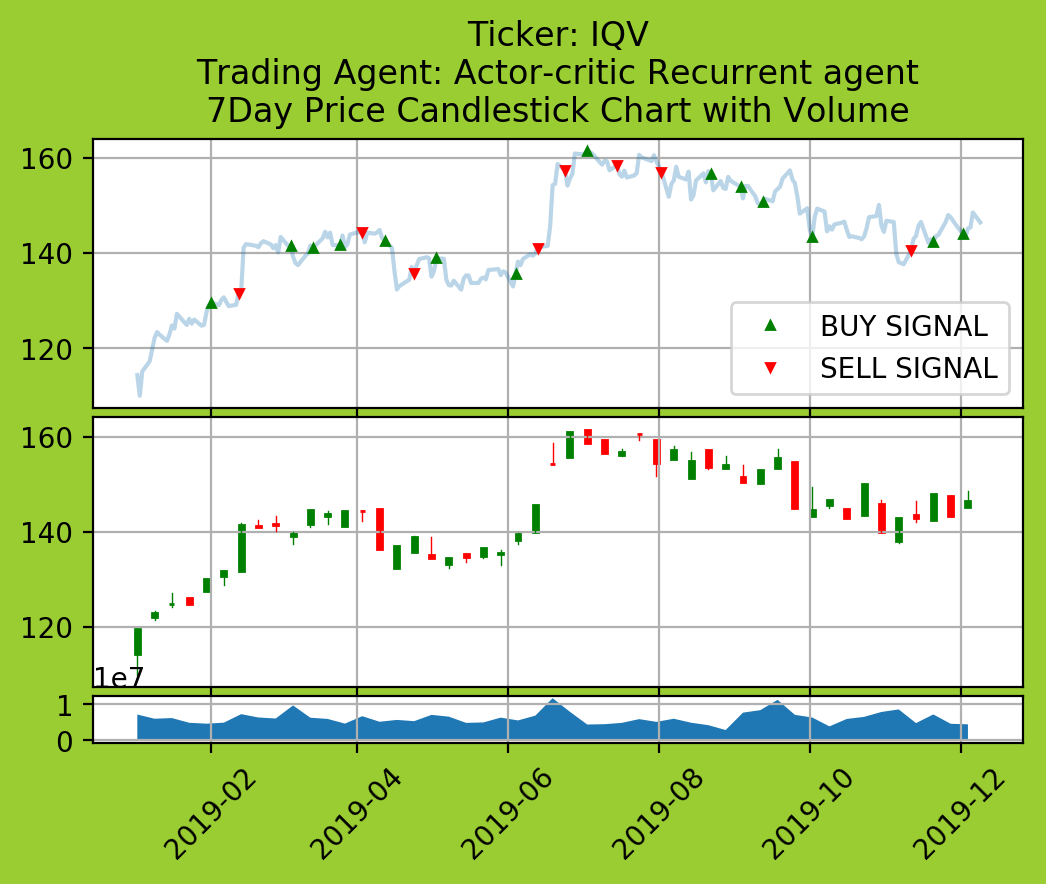 Ticker: IQV
Trading Agent: Actor-critic Recurrent agent
7Day Price Candlestick Chart with Volume
160
140
120
BUY SIGNAL
SELL SIGNAL
160
140
120
1e7
1
0
2019-02
2019-04
2019-06
2019-08
2019-10
2019-12